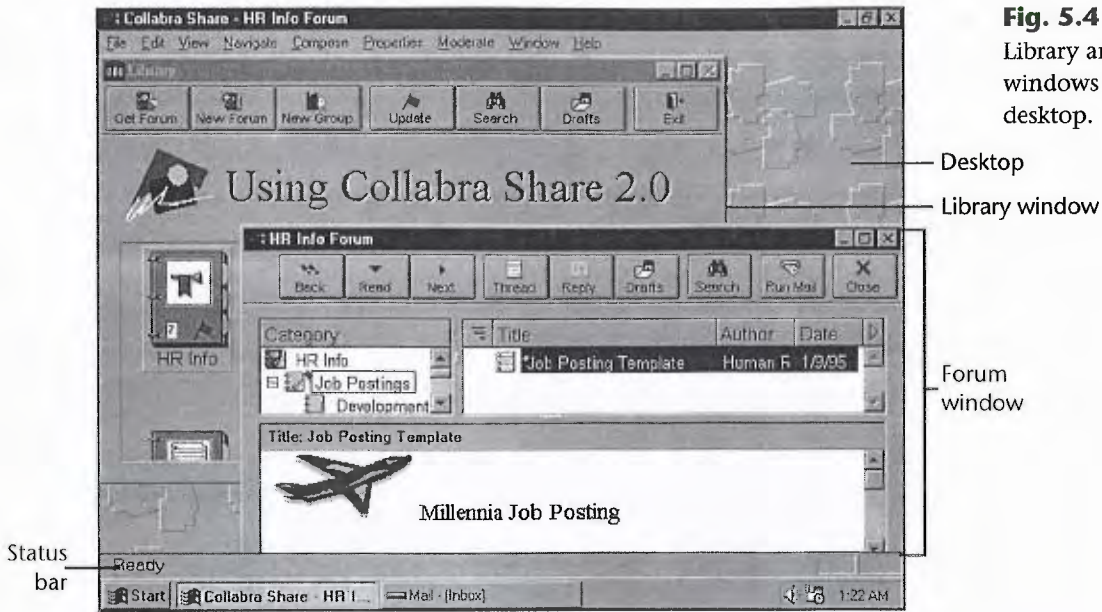 Fig. 5.4
Library
windows
desktop.
Collabra Share - HR Info Forum
File Edit View Navigate Compose Properties Moderate Window Help
Library
Get Forum New Forum New Group Update Search Drafts Exit
Using Collabra Share 2.0
Desktop
Library window
HR Info Forum
Back Read Next Thread Reply Drafts Search Run Mail Close
7
HR Info
Category
HR Info
Job Postings
Development
Title Author Date
Job Posting Template Human R 1/9/95
Forum
window
Title: Job Posting Template
Millennia Job Posting
Status
bar
Ready
Start Collabra Share - HR I... Mail - (Inbox) 1:22 AM